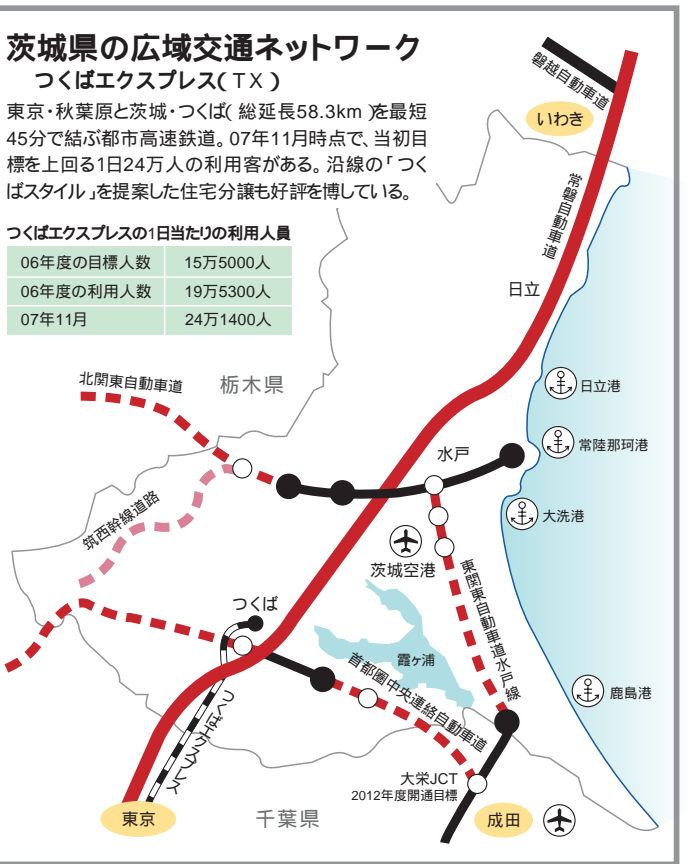 茨城県の広域交通ネットワーク
つくばエクスプレス(TX)
東京・秋葉原と茨城・つくば(総延長58.3km)を最短
45分で結ぶ都市高速鉄道。07年11月時点で、当初目
標を上回る1日24万人の利用客がある。沿線の「つく
ばスタイル」を提案した住宅分譲も好評を博している。
つくばエクスプレスの1日当たりの利用人員
06年度の目標人数 15万5000人
06年度の利用人数 19万5300人
07年11月 24万1400人
磐越自動車道
いわき
常磐自動車道
日立
北関東自動車道
栃木県
日立港
水戸
常陸那珂港
筑西幹線道路
大洗港
茨城空港
東関東自動車道水戸線
つくば
霞ヶ浦
首都圏中央連絡自動車道
鹿島港
つくばエクスプレス
大栄JCT
2012年度開通目標
東京
千葉県
成田